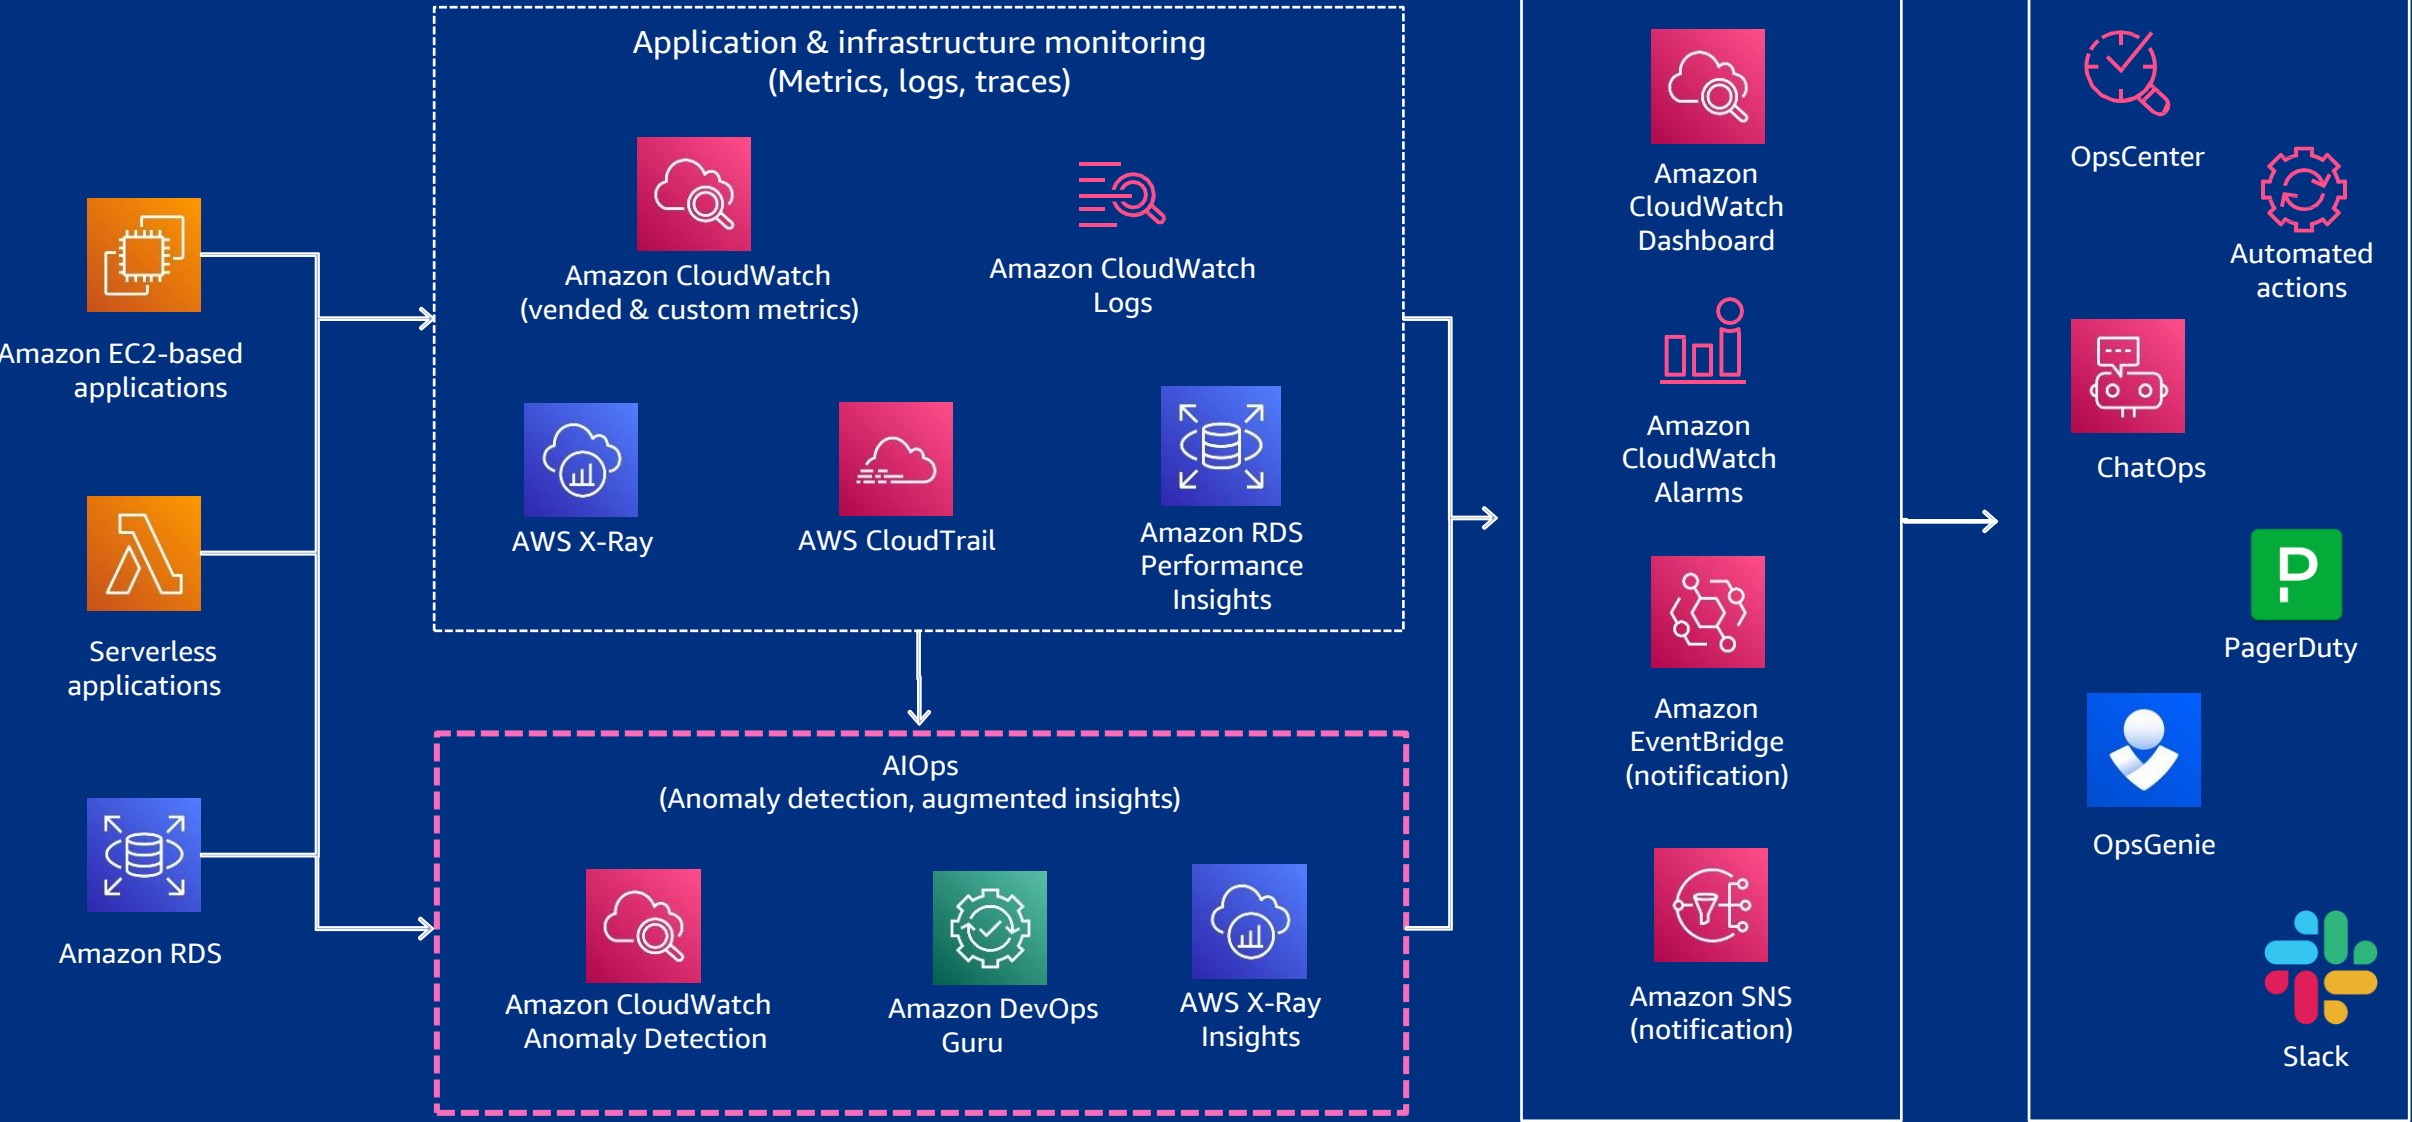 Application & infrastructure monitoring
(Metrics, logs, traces)
Amazon CloudWatch
(vended & custom metrics)
Amazon CloudWatch
Logs
AWS X-Ray
AWS CloudTrail
Amazon RDS
Performance
Insights
Amazon EC2-based
applications
Serverless
applications
Amazon RDS
AIOps
(Anomaly detection, augmented insights)
Amazon CloudWatch
Anomaly Detection
Amazon DevOps
Guru
AWS X-Ray
Insights
Amazon
CloudWatch
Dashboard
Amazon
CloudWatch
Alarms
Amazon
EventBridge
(notification)
Amazon SNS
(notification)
OpsCenter
Automated
actions
ChatOps
P
PagerDuty
OpsGenie
Slack